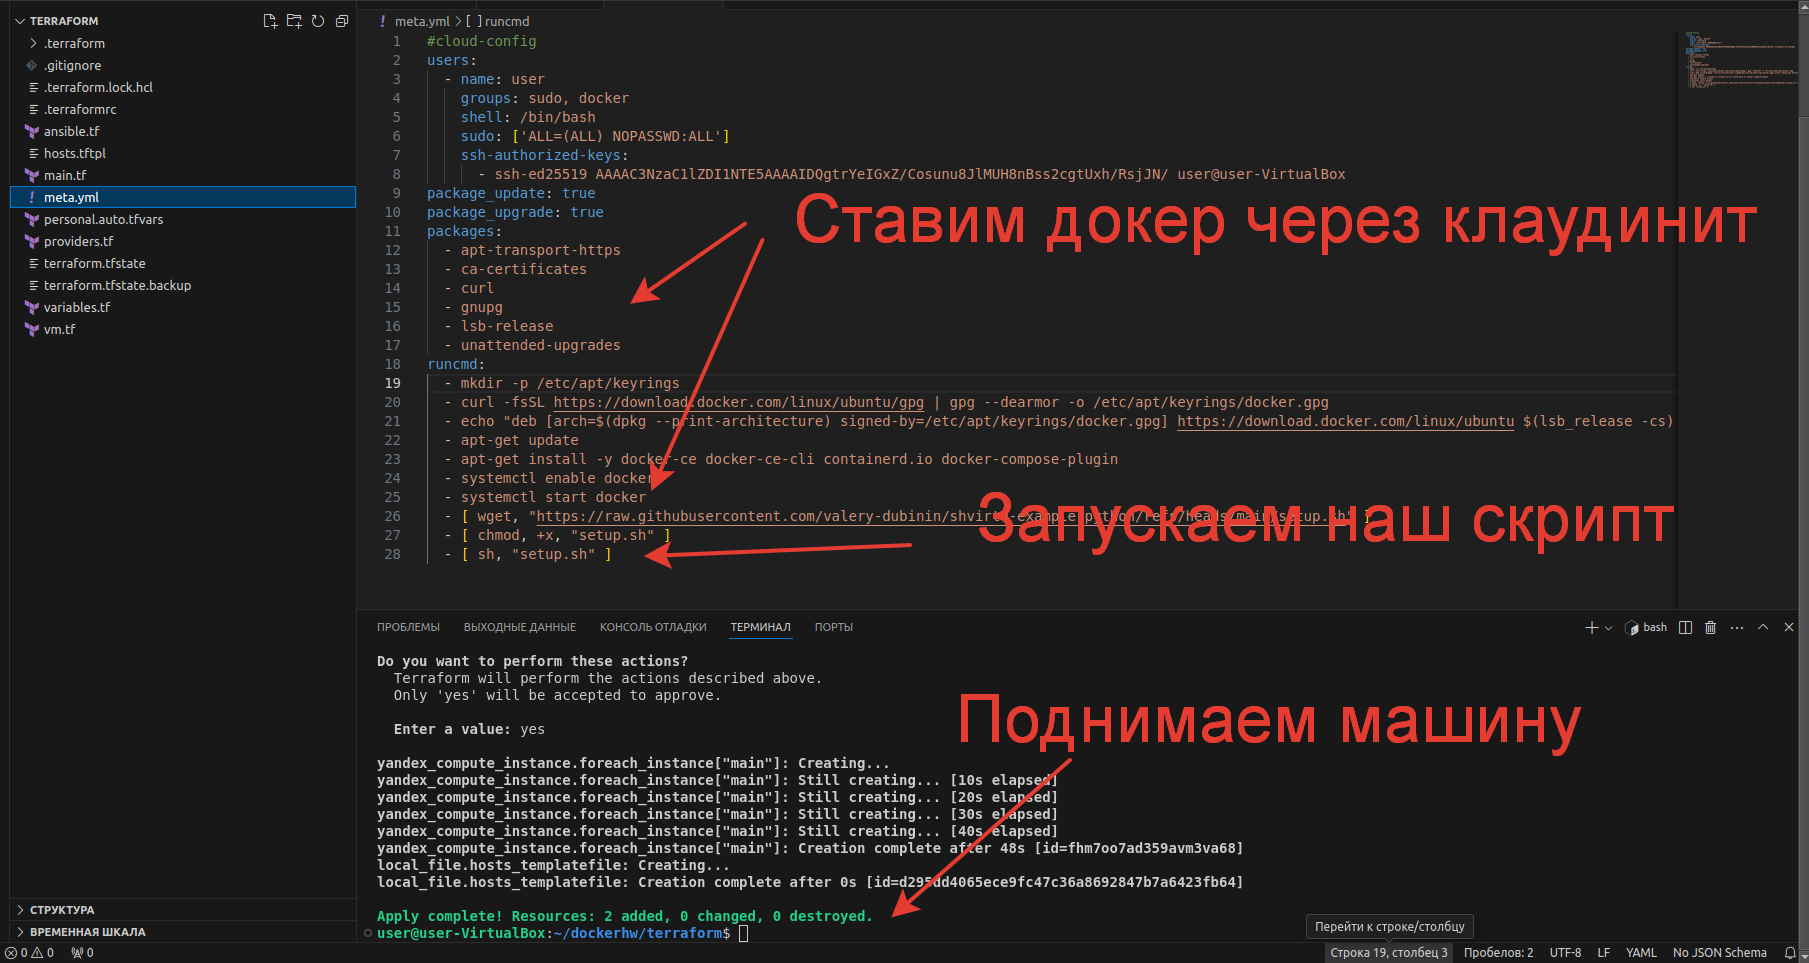 TERRAFORM
.terraform
.gitignore
.terraform.lock.hcl
.terraformrc
ansible.tf
hosts.tftpl
main.tf
meta.yml
personal.auto.tfvars
providers.tf
terraform.tfstate
terraform.tfstate.backup
variables.tf
vm.tf
СТРУКТУРА
ВРЕМЕННАЯ ШКАЛА
! meta.yml > [ ] runcmd
1 #cloud-config
2 users:
3 - name: user
4 groups: sudo, docker
5 shell: /bin/bash
6 sudo: ['ALL=(ALL) NOPASSWD:ALL']
7 ssh-authorized-keys:
8 - ssh-ed25519 AAAAC3NzaC1lZDI1NTE5AAAAIDQgtrYeIGxZ/Cosunu8JlMUH8nBss2cgtUxh/RsjJN/ user@user-VirtualBox
9 package_update: true
10 package_upgrade: true
11 packages:
12 - apt-transport-https
13 - ca-certificates
14 - curl
15 - gnupg
16 - lsb-release
17 - unattended-upgrades
18 runcmd:
19 - mkdir -p /etc/apt/keyrings
20 - curl -fsSL https://download.docker.com/linux/ubuntu/gpg | gpg --dearmor -o /etc/apt/keyrings/docker.gpg
21 - echo "deb [arch=$(dpkg --print-architecture) signed-by=/etc/apt/keyrings/docker.gpg] https://download.docker.com/linux/ubuntu $(lsb_release -cs)
22 - apt-get update
23 - apt-get install -y docker-ce docker-ce-cli containerd.io docker-compose-plugin
24 - systemctl enable docker
25 - systemctl start docker
26 - [ wget, "https://raw.githubusercontent.com/valery-dubinin/shvirtd-example-python/refs/heads/main/setup.sh" ]
27 - [ chmod, +x, "setup.sh" ]
28 - [ sh, "setup.sh" ]
Ставим докер через клаудинит
Запускаем наш скрипт
ПРОБЛЕМЫ ВЫХОДНЫЕ ДАННЫЕ КОНСОЛЬ ОТЛАДКИ ТЕРМИНАЛ ПОРТЫ
bash
Do you want to perform these actions?
Terraform will perform the actions described above.
Only 'yes' will be accepted to approve.
Enter a value: yes
Поднимаем машину
yandex_compute_instance.foreach_instance["main"]: Creating...
yandex_compute_instance.foreach_instance["main"]: Still creating... [10s elapsed]
yandex_compute_instance.foreach_instance["main"]: Still creating... [20s elapsed]
yandex_compute_instance.foreach_instance["main"]: Still creating... [30s elapsed]
yandex_compute_instance.foreach_instance["main"]: Still creating... [40s elapsed]
yandex_compute_instance.foreach_instance["main"]: Creation complete after 48s [id=fhm7oo7ad359avm3va68]
local_file.hosts_templatefile: Creating...
local_file.hosts_templatefile: Creation complete after 0s [id=d295dd4065ece9fc47c36a8692847b7a6423fb64]
Apply complete! Resources: 2 added, 0 changed, 0 destroyed.
user@user-VirtualBox:~/dockerhw/terraform$
Перейти к строке/столбцу
0 0 0
Строка 19, столбец 3 Пробелов: 2 UTF-8 LF YAML No JSON Schema